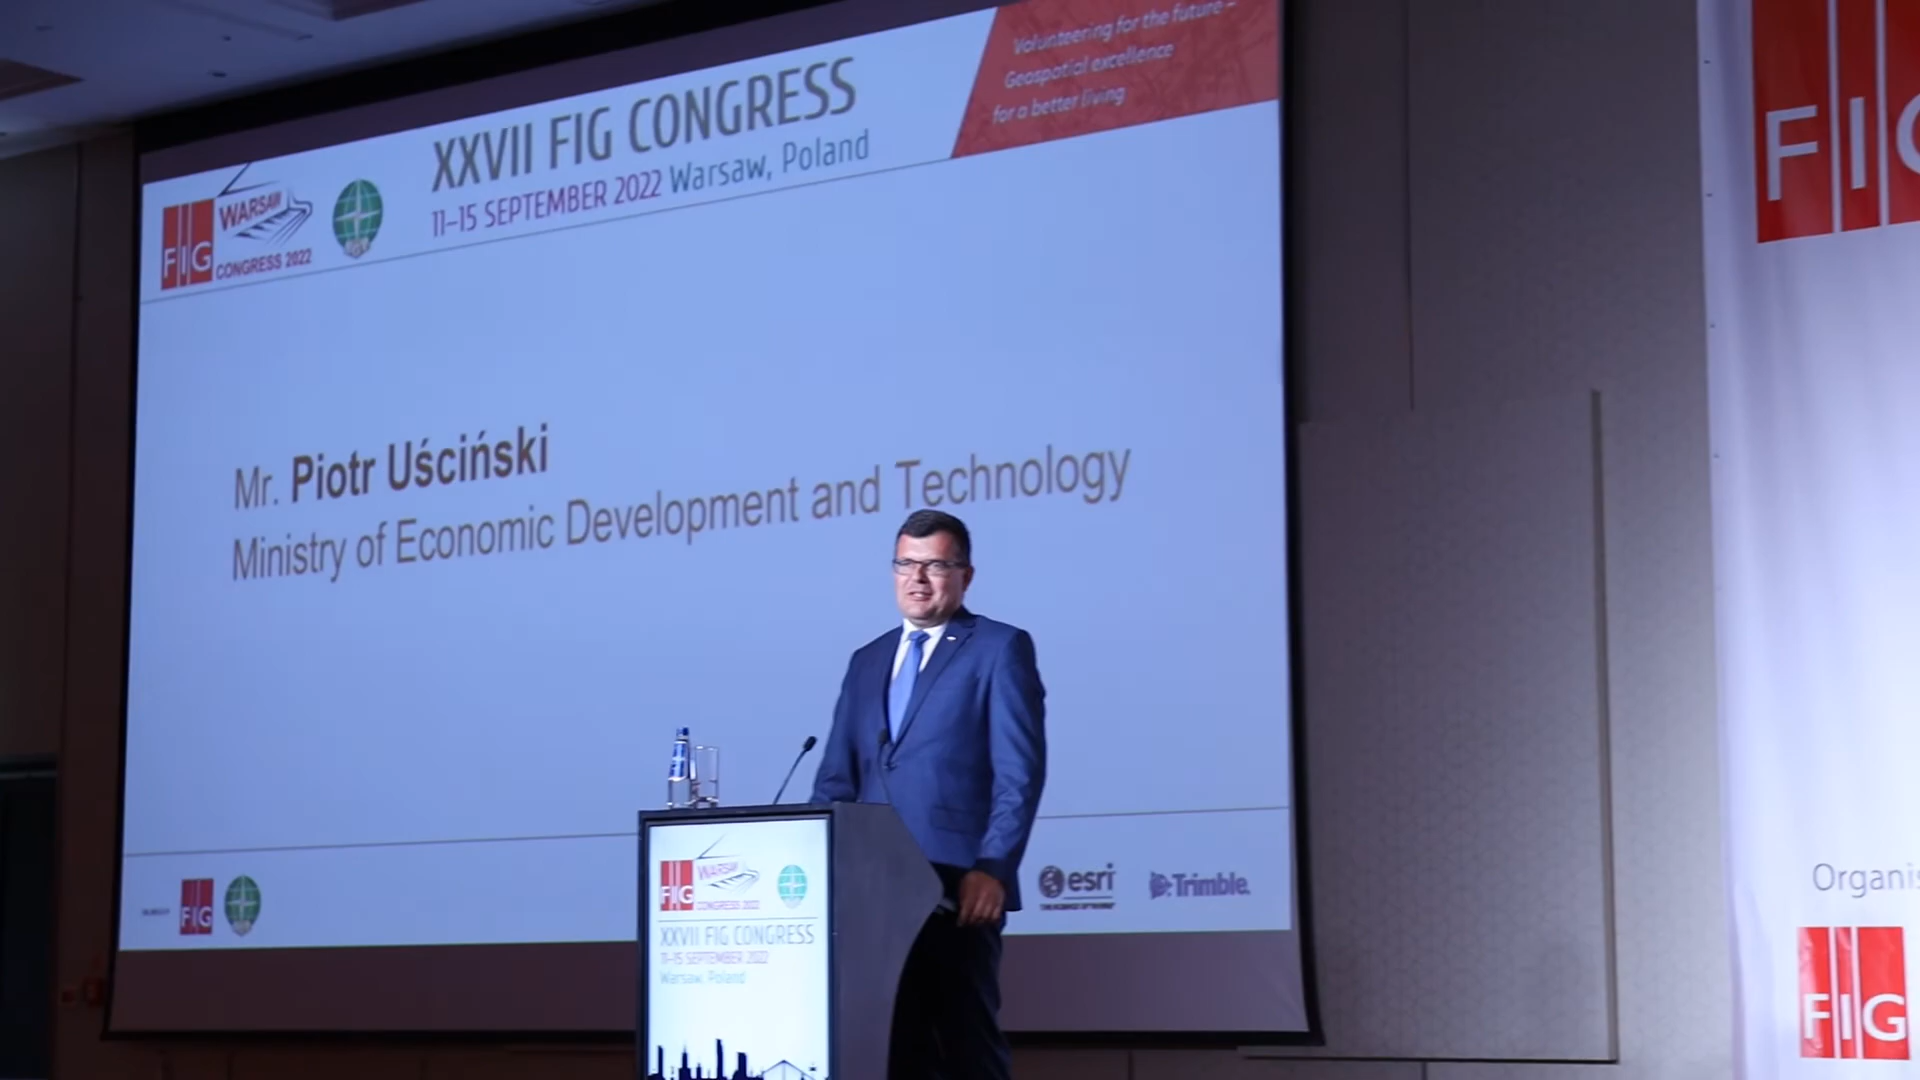 Volunteering for the future –
Geospatial excellence
for a better living
XXVII FIG CONGRESS
11–15 SEPTEMBER 2022 Warsaw, Poland
FIG
WARSAW
CONGRESS 2022
Mr. Piotr Uściński
Ministry of Economic Development and Technology
FIG
esri
Trimble.
FIG
WARSAW
CONGRESS 2022
XXVII FIG CONGRESS
11–15 SEPTEMBER 2022
Warsaw, Poland
FIG
Organis
FIG